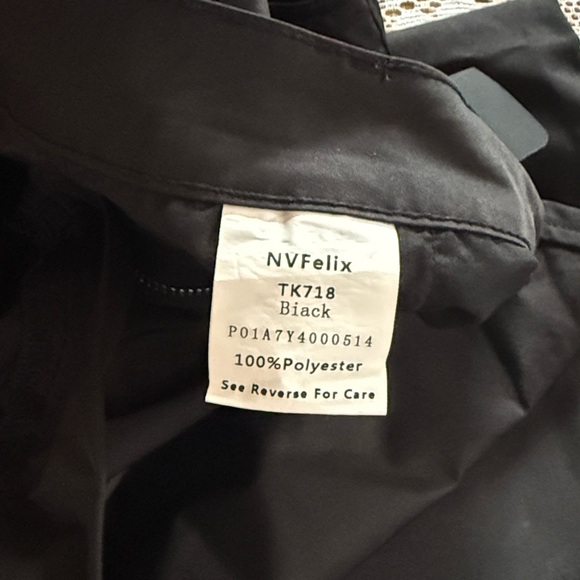 NVFelix
TK718
Biack
P01A7Y4000514
100%Polyester
See Reverse For Care